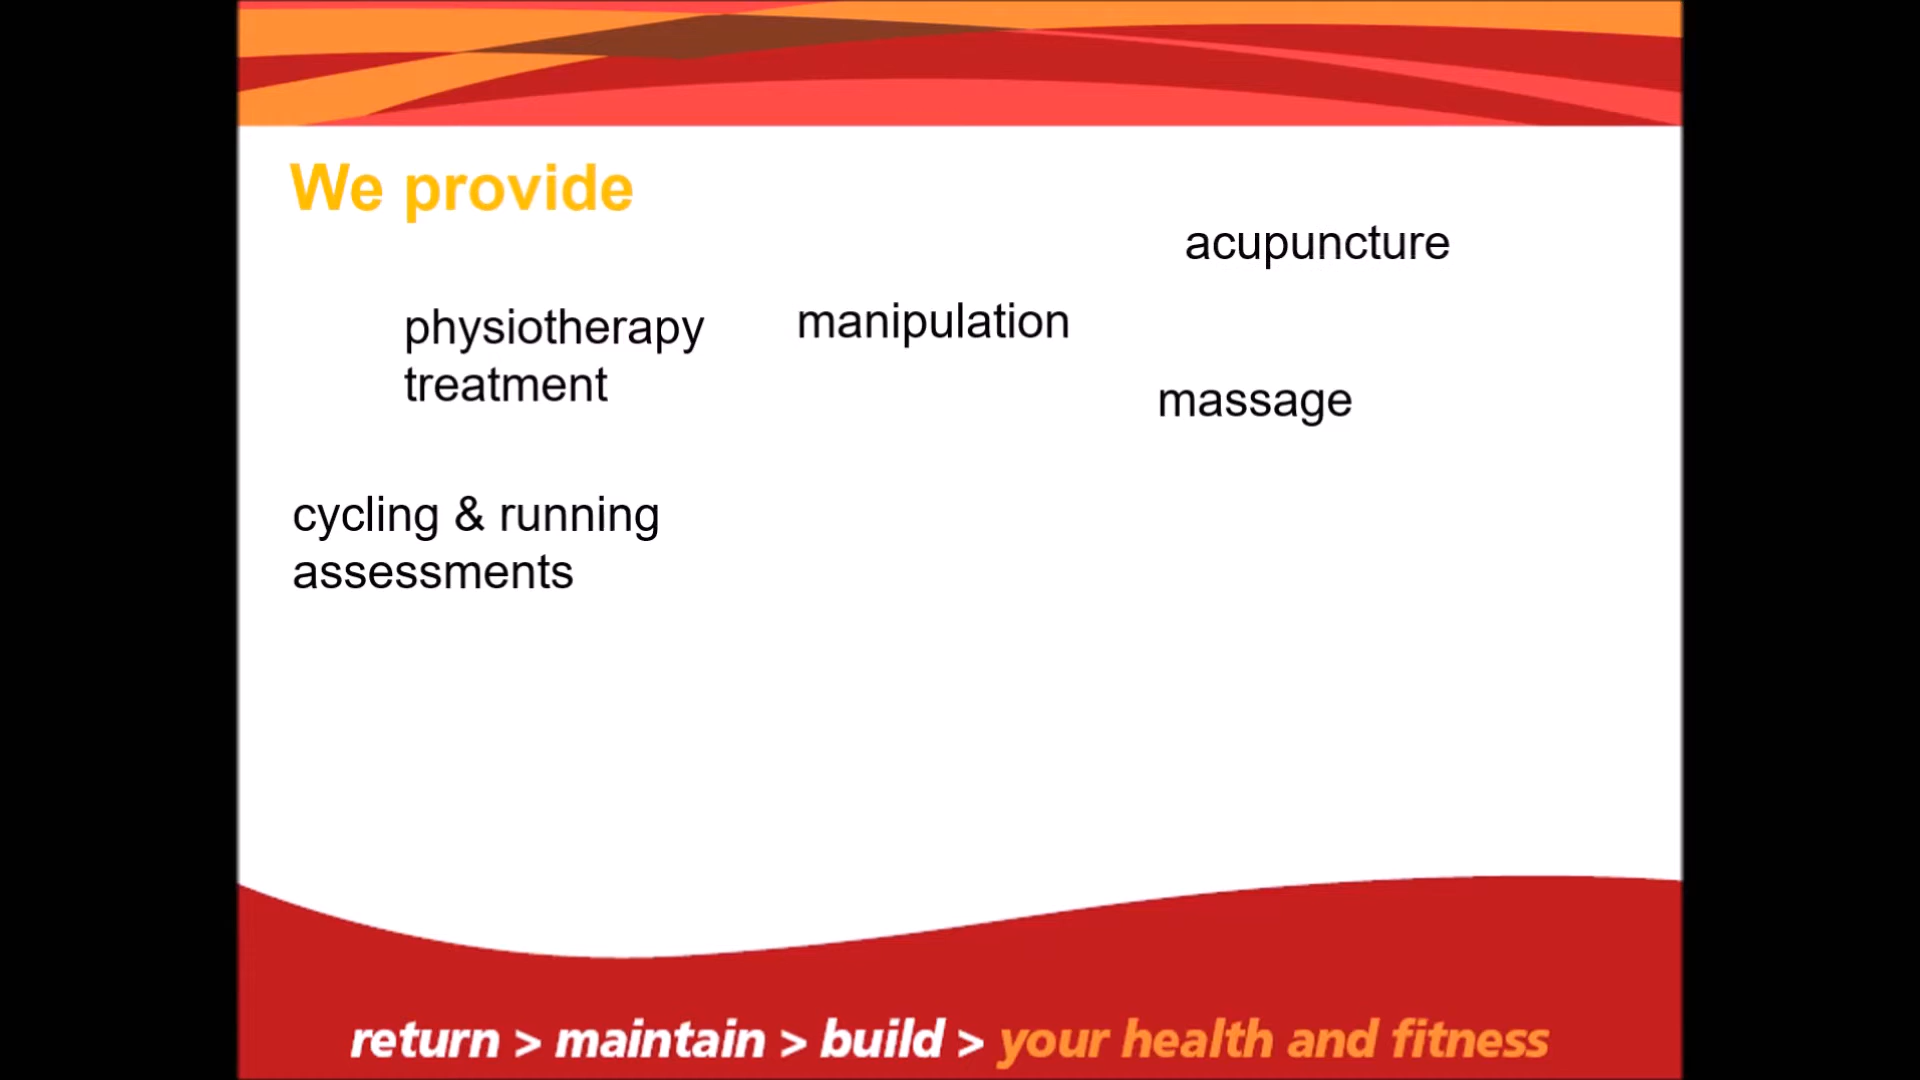 We provide
acupuncture
physiotherapy
treatment
manipulation
massage
cycling & running
assessments
return > maintain > build > your health and fitness